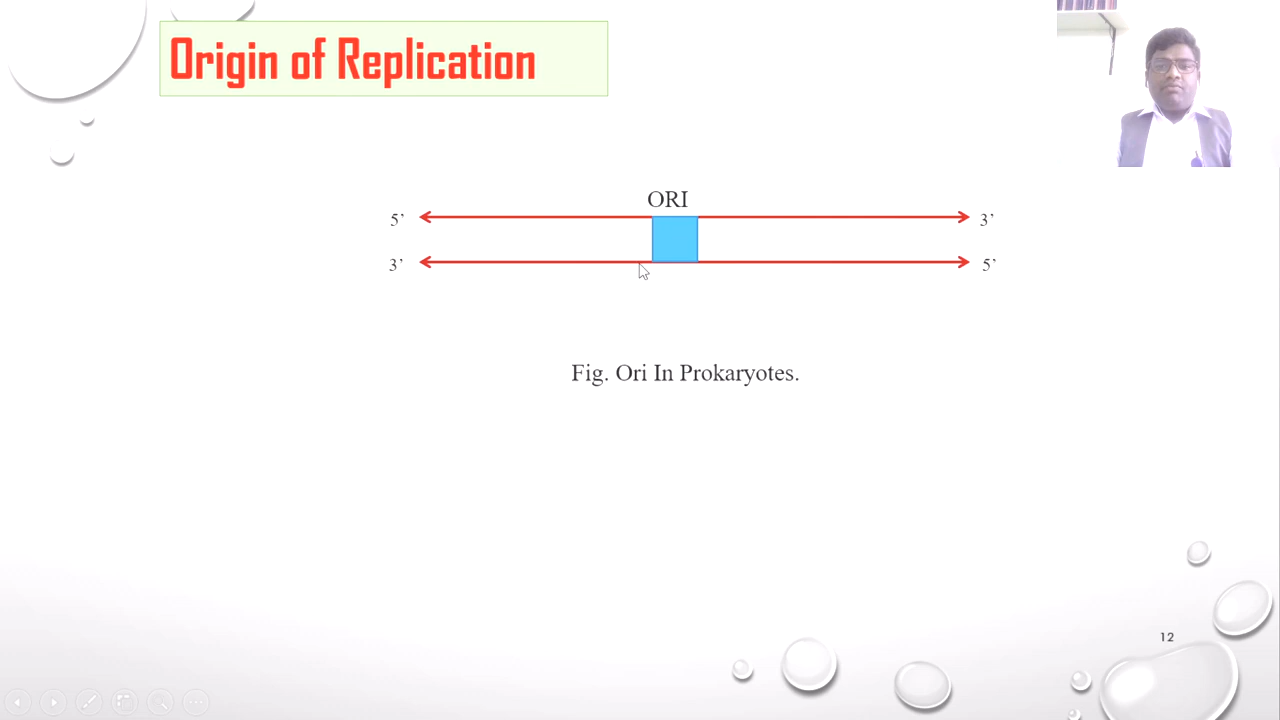 Origin of Replication
ORI
5’ 3’
3’ 5’
Fig. Ori In Prokaryotes.
12